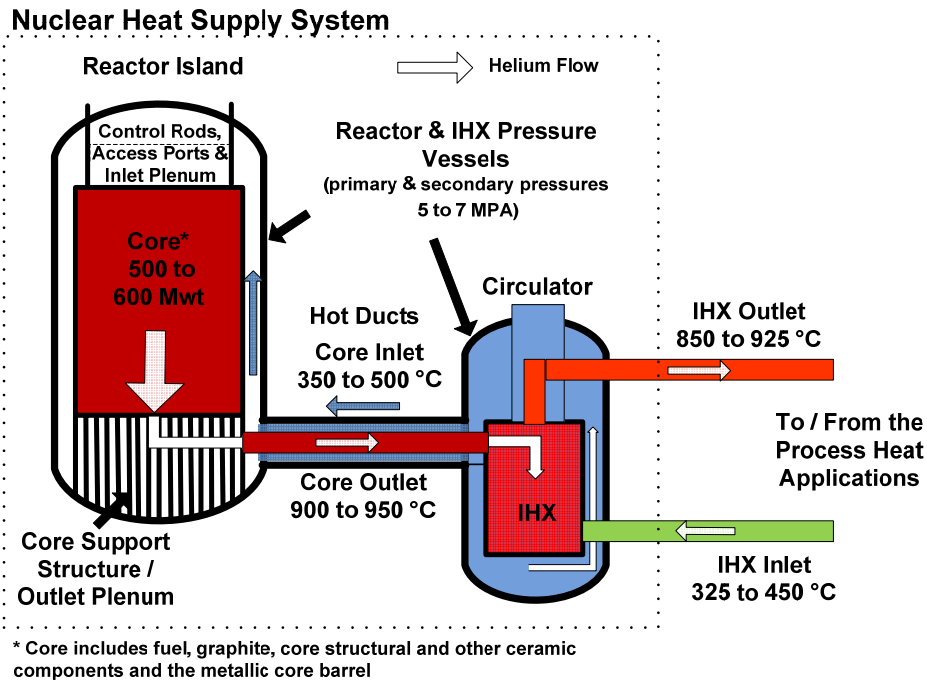 Nuclear Heat Supply System
Reactor Island
Helium Flow
Control Rods,
Access Ports &
Inlet Plenum
Reactor & IHX Pressure
Vessels
(primary & secondary pressures
5 to 7 MPA)
Core*
500 to
600 Mwt
Circulator
Hot Ducts
Core Inlet
350 to 500 °C
IHX Outlet
850 to 925 °C
To / From the
Process Heat
Applications
Core Outlet
900 to 950 °C
IHX
Core Support
Structure /
Outlet Plenum
IHX Inlet
325 to 450 °C
* Core includes fuel, graphite, core structural and other ceramic
components and the metallic core barrel